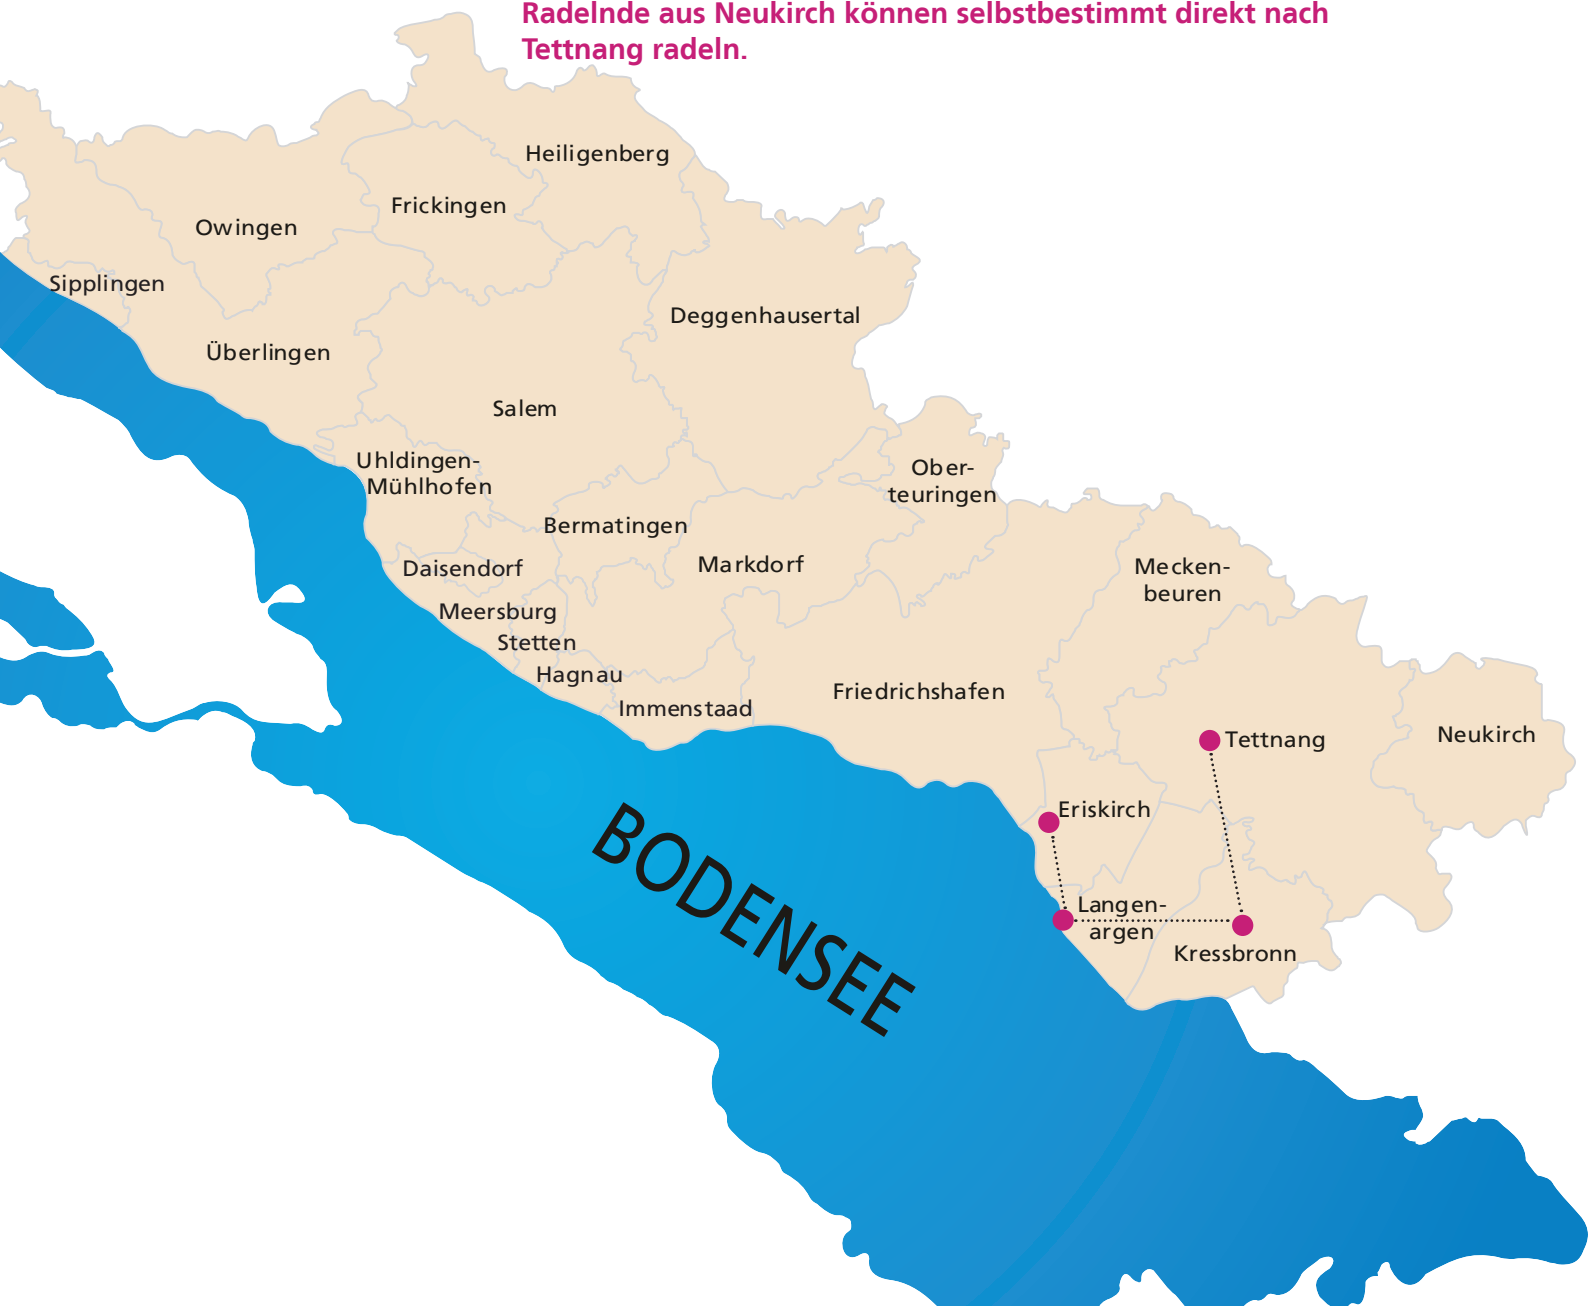 Radelnde aus Neukirch können selbstbestimmt direkt nach
Tettnang radeln.
Heiligenberg
Frickingen
Owingen
Sipplingen
Deggenhausertal
Überlingen
Salem
Uhldingen-
Mühlhofen
Ober-
teuringen
Bermatingen
Markdorf
Daisendorf
Mecken-
beuren
Meersburg
Stetten
Hagnau
Immenstaad
Friedrichshafen
Tettnang
Neukirch
Eriskirch
Langen-
argen
Kressbronn
BODENSEE